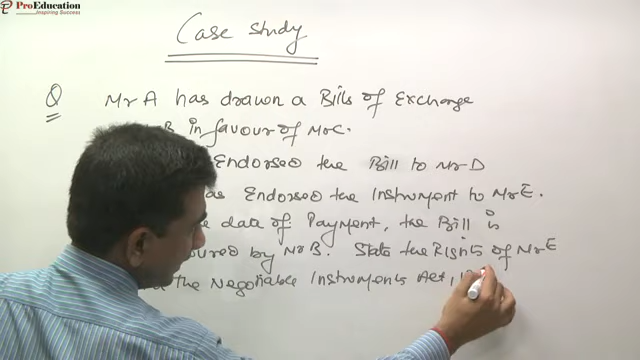 ProEducation
Inspiring Success
Case study
Q Mr A has drawn a Bills of Exchange
B in favour of Mr C.
Endorsed the Bill to Mr D
as Endorsed the Instrument to Mr E.
date of Payment, the Bill is
oured by Mr B. State the Rights of Mr E
the Negotiable Instruments Act, 1